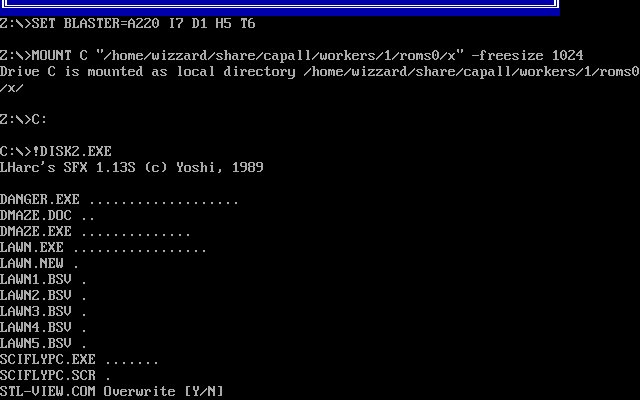 Z:\>SET BLASTER=A220 I7 D1 H5 T6
Z:\>MOUNT C "/home/wizzard/share/capall/workers/1/roms0/x" -freesize 1024
Drive C is mounted as local directory /home/wizzard/share/capall/workers/1/roms0
/x/
Z:\>C:
C:\>!DISK2.EXE
LHarc's SFX 1.13S (c) Yoshi, 1989
DANGER.EXE ...................
DMAZE.DOC ..
DMAZE.EXE ..............
LAWN.EXE .................
LAWN.NEW .
LAWN1.BSV .
LAWN2.BSV .
LAWN3.BSV .
LAWN4.BSV .
LAWN5.BSV .
SCIFLYPC.EXE .......
SCIFLYPC.SCR .
STL-VIEW.COM Overwrite [Y/N]